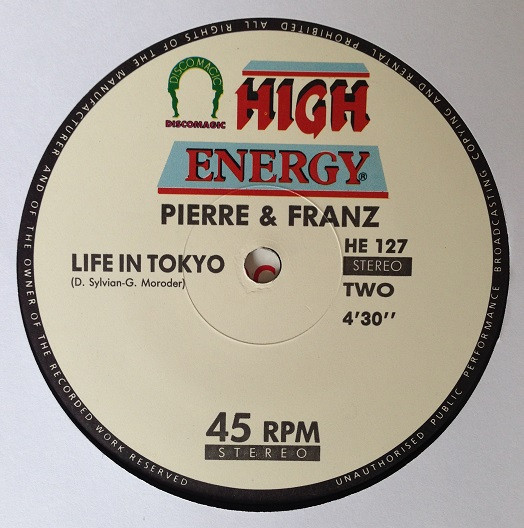 DISCOMAGIC
DISCOMAGIC
HIGH
ENERGY®
PIERRE & FRANZ
LIFE IN TOKYO
(D. Sylvian-G. Moroder)
HE 127
STEREO
TWO
4'30''
45 RPM
STEREO
ALL RIGHTS OF THE MANUFACTURER AND OF THE OWNER OF THE RECORDED WORK RESERVED
UNAUTHORISED PUBLIC PERFORMANCE BROADCASTING COPYING AND RENTAL PROHIBITED